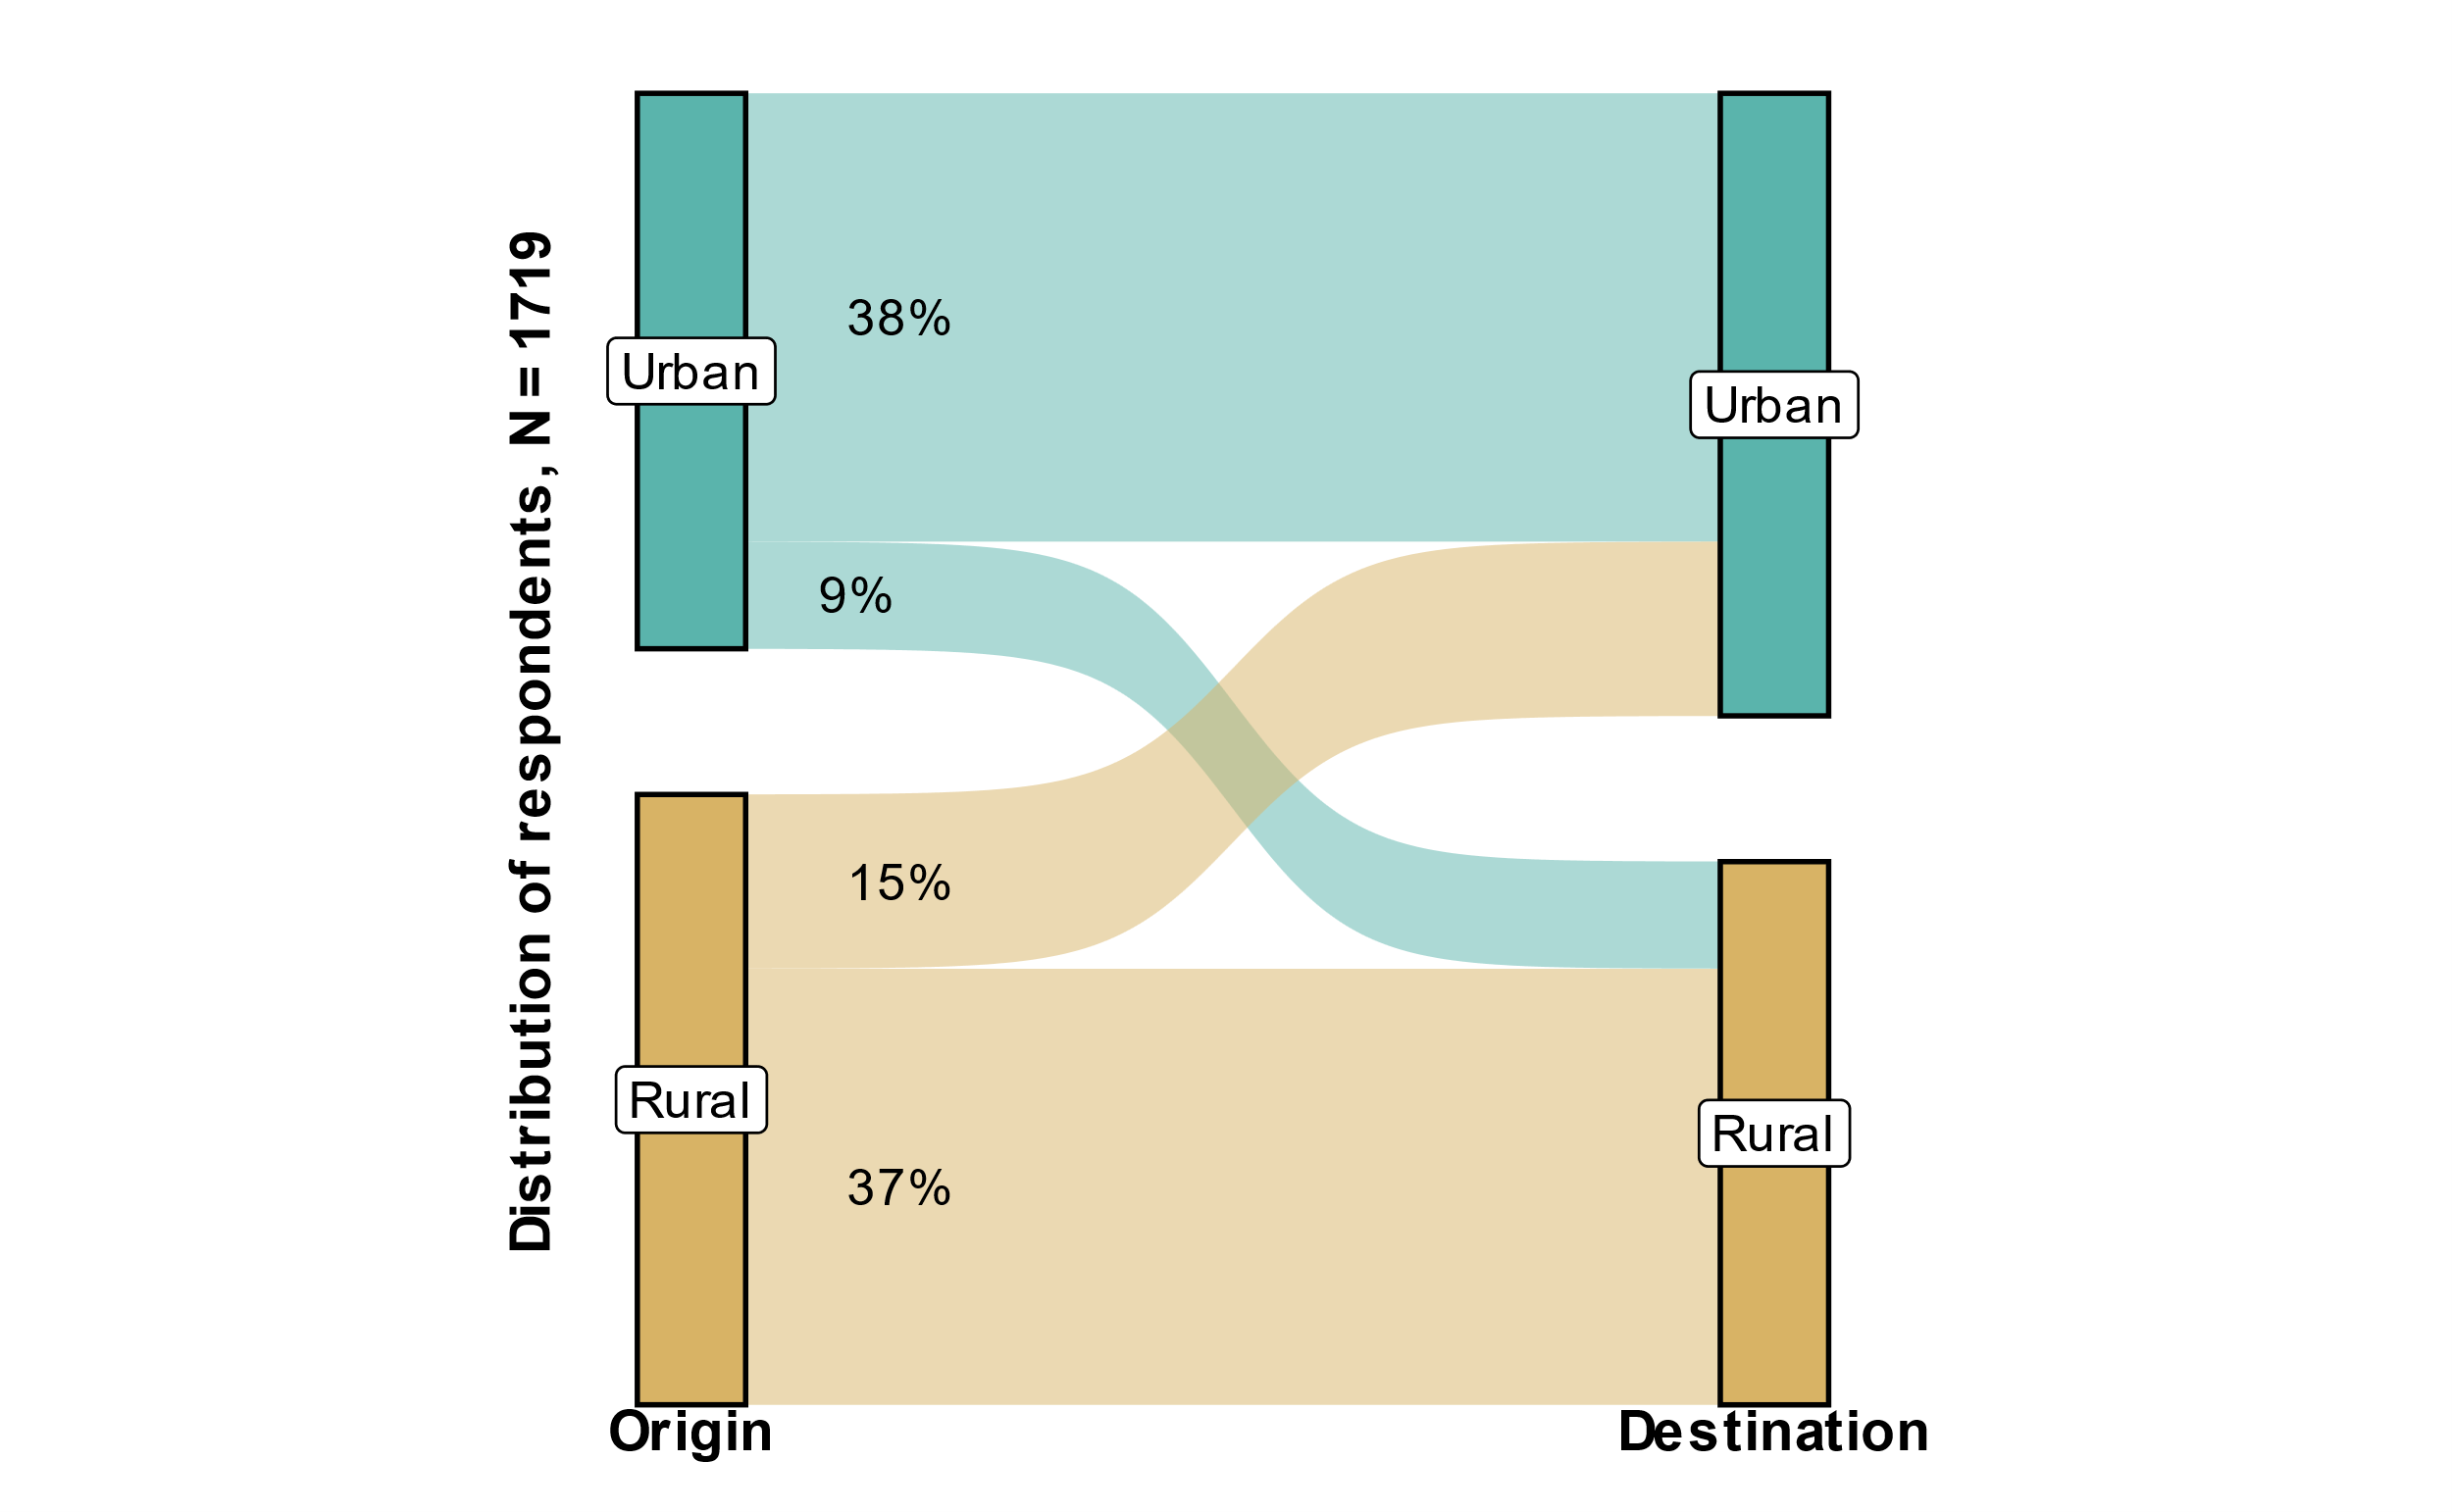 Distribution of respondents, N = 1719
Urban
38%
Urban
9%
15%
Rural
Rural
37%
Origin
Destination